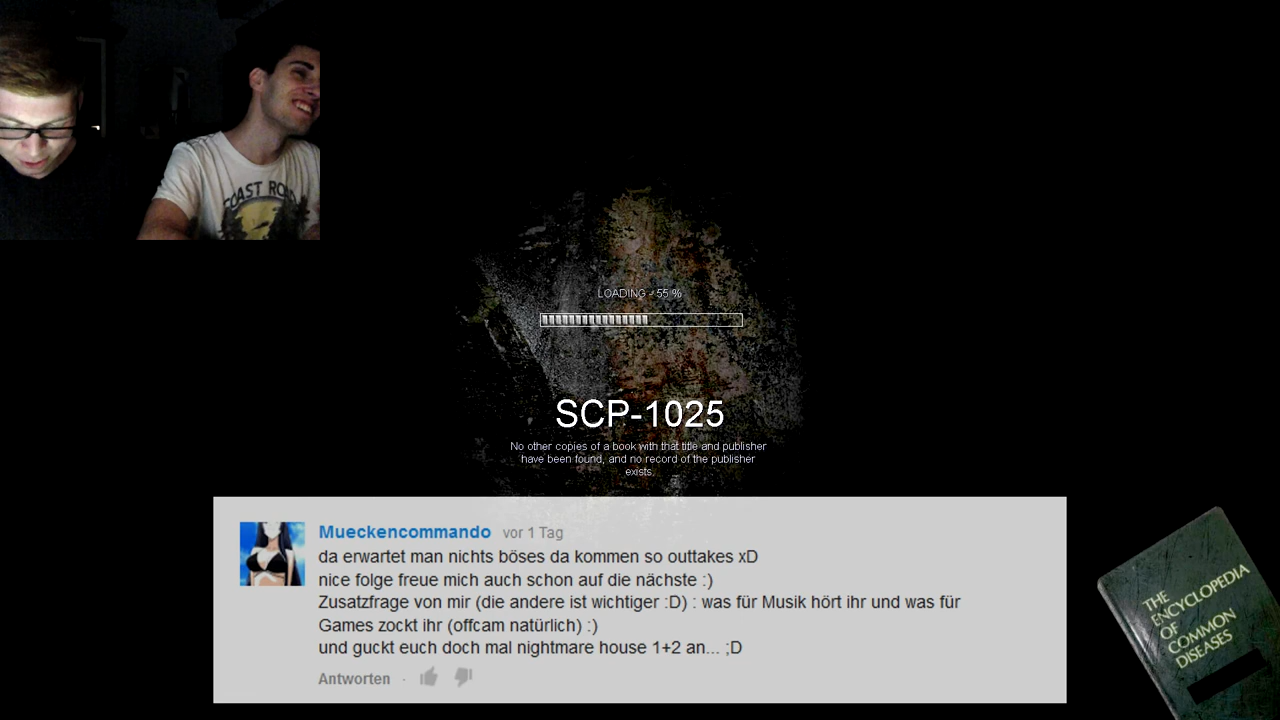 COAST ROAD
LOADING - 55 %
SCP-1025
No other copies of a book with that title and publisher
have been found, and no record of the publisher
exists.
Mueckencommando vor 1 Tag
da erwartet man nichts böses da kommen so outtakes xD
nice folge freue mich auch schon auf die nächste :)
Zusatzfrage von mir (die andere ist wichtiger :D) : was für Musik hört ihr und was für
Games zockt ihr (offcam natürlich) :)
und guckt euch doch mal nightmare house 1+2 an... ;D
Antworten ·
THE
ENCYCLOPEDIA
OF
COMMON
DISEASES